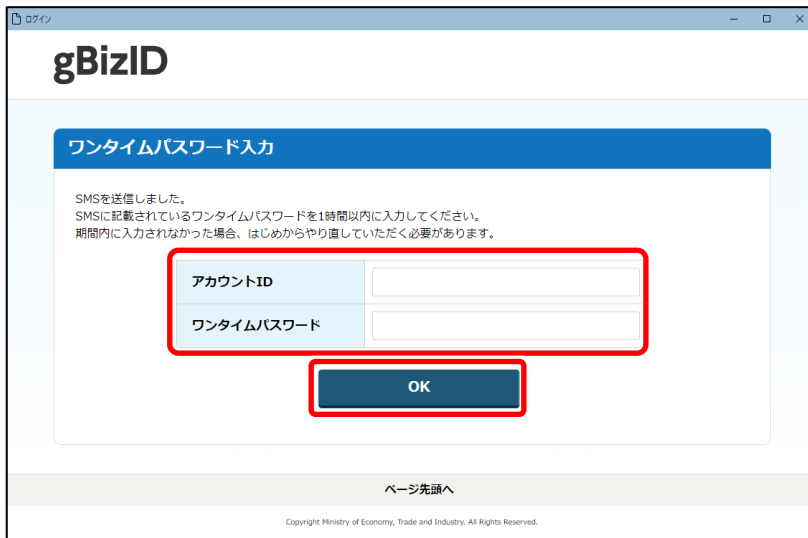 ログイン
gBizID
ワンタイムパスワード入力
SMSを送信しました。
SMSに記載されているワンタイムパスワードを1時間以内に入力してください。
期間内に入力されなかった場合、はじめからやり直していただく必要があります。
アカウントID
ワンタイムパスワード
OK
ページ先頭へ
Copyright Ministry of Economy, Trade and Industry. All Rights Reserved.